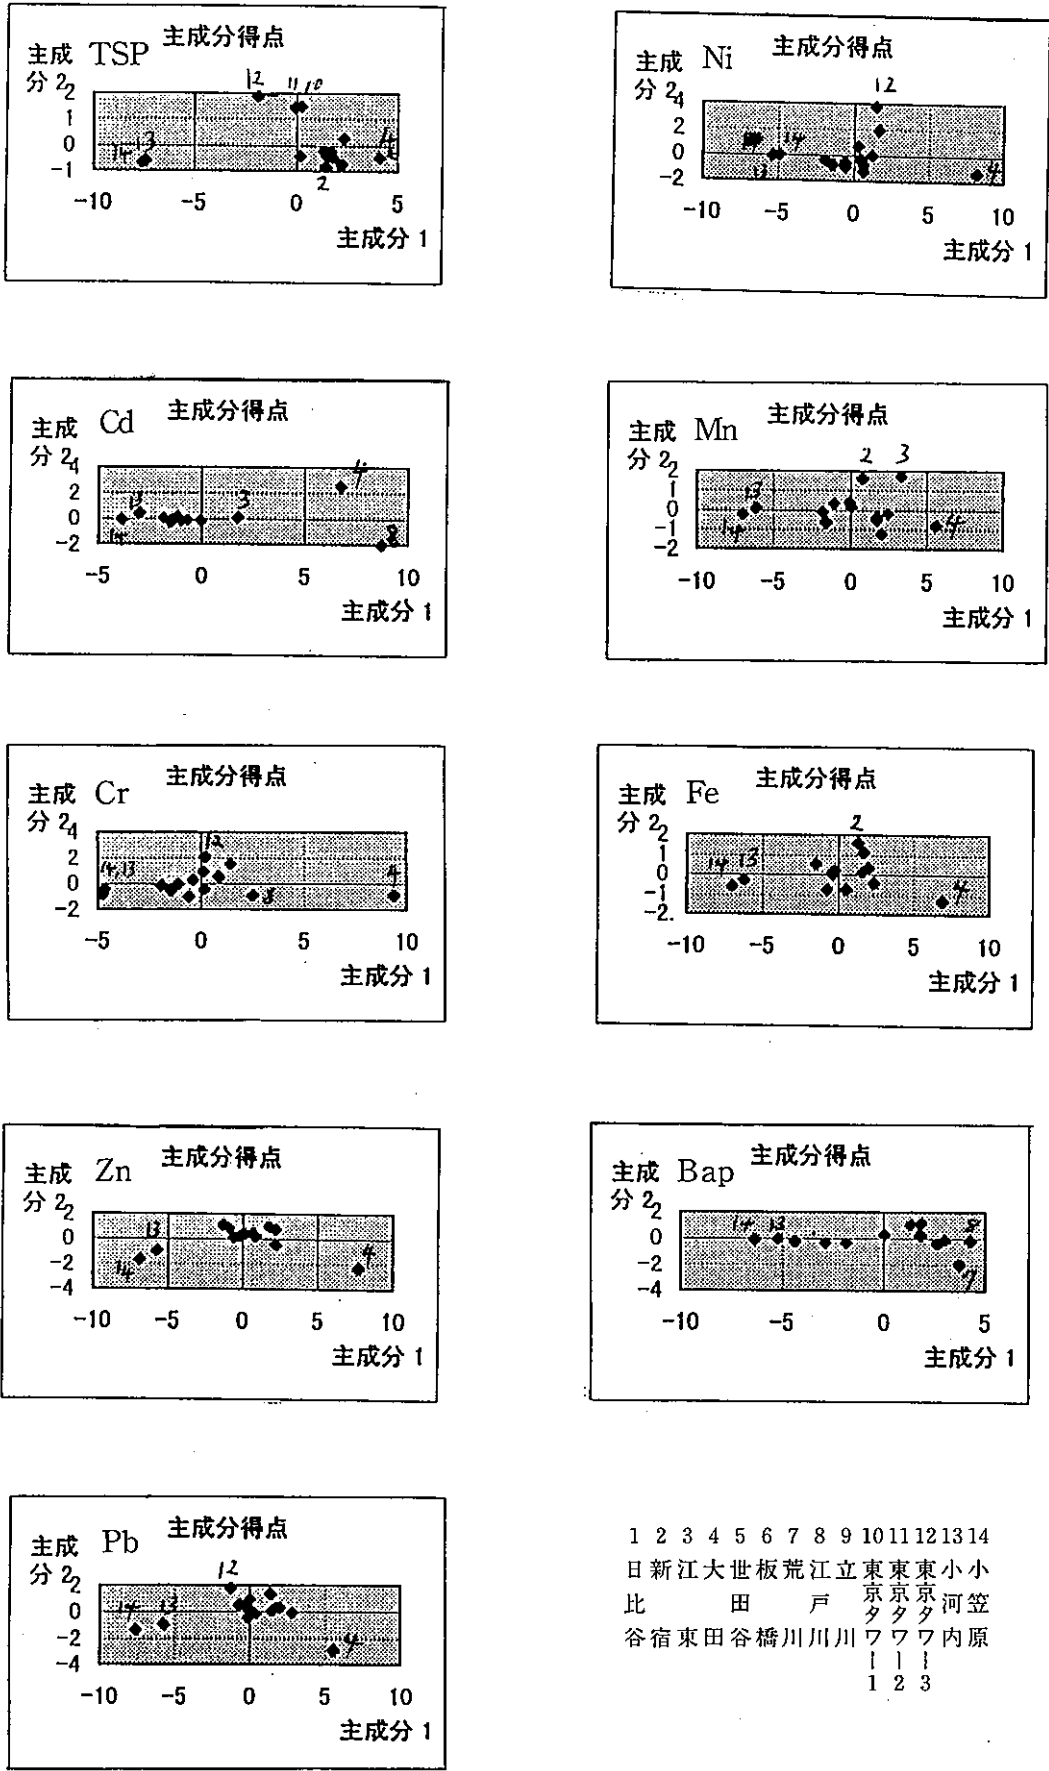 主成分得点
主成分 2
TSP
12 11 10
2
1
0
-1
14 13
4
2
-10 -5 0 5
主成分 1
主成分得点
主成分 2
Ni
12
4
2
0
-2
14
13
4
-10 -5 0 5 10
主成分 1
主成分得点
主成分 2
Cd
4
2
0
-2
13
3
4
14
8
-5 0 5 10
主成分 1
主成分得点
主成分 2
Mn
2 3
2
1
0
-1
-2
13
14
4
-10 -5 0 5 10
主成分 1
主成分得点
主成分 2
Cr
4
2
0
-2
12
14,13
4
8
-5 0 5 10
主成分 1
主成分得点
主成分 2
Fe
2
2
1
0
-1
-2
14 13
4
-10 -5 0 5 10
主成分 1
主成分得点
主成分 2
Zn
2
0
-2
-4
13
14
4
-10 -5 0 5 10
主成分 1
主成分得点
主成分 2
Bap
2
0
-2
-4
14 13
8
7
-10 -5 0 5
主成分 1
主成分得点
主成分 2
Pb
12
2
0
-2
-4
14 13
4
-10 -5 0 5 10
主成分 1
1 日比谷
2 新宿
3 江東
4 大田
5 世田谷
6 板橋
7 荒川
8 江戸川
9 立川
10 東京タワー1
11 東京タワー2
12 東京タワー3
13 小河内
14 小笠原